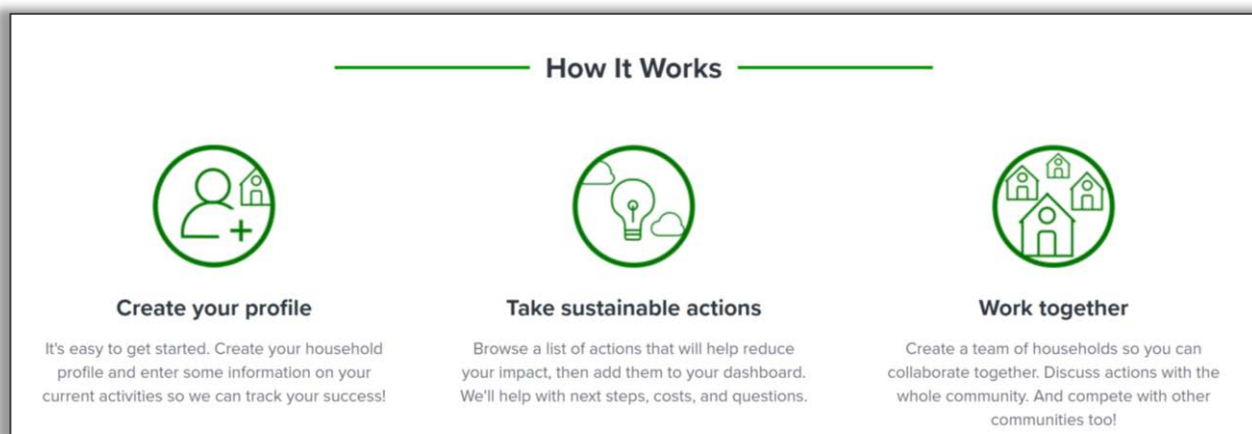 How It Works
Create your profile
It's easy to get started. Create your household
profile and enter some information on your
current activities so we can track your success!
Take sustainable actions
Browse a list of actions that will help reduce
your impact, then add them to your dashboard.
We'll help with next steps, costs, and questions.
Work together
Create a team of households so you can
collaborate together. Discuss actions with the
whole community. And compete with other
communities too!